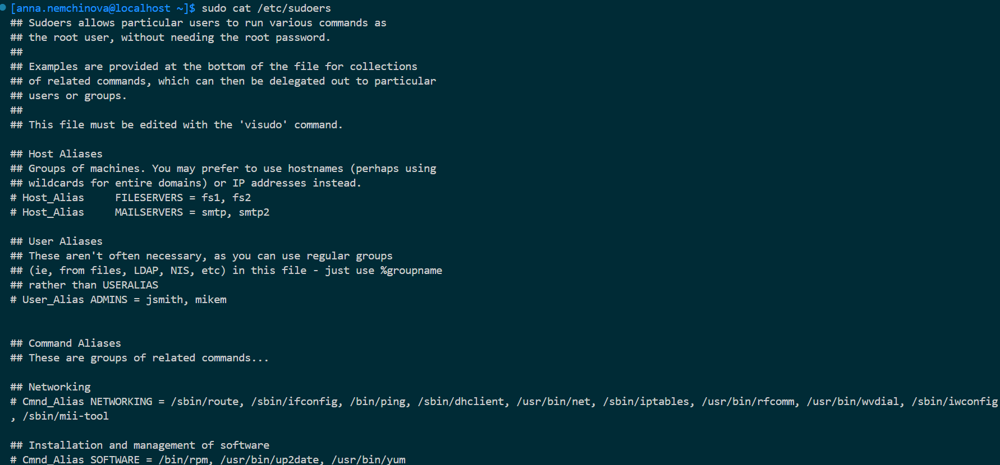 [anna.nemchinova@localhost ~]$ sudo cat /etc/sudoers
## Sudoers allows particular users to run various commands as
## the root user, without needing the root password.
##
## Examples are provided at the bottom of the file for collections
## of related commands, which can then be delegated out to particular
## users or groups.
##
## This file must be edited with the 'visudo' command.

## Host Aliases
## Groups of machines. You may prefer to use hostnames (perhaps using
## wildcards for entire domains) or IP addresses instead.
# Host_Alias     FILESERVERS = fs1, fs2
# Host_Alias     MAILSERVERS = smtp, smtp2

## User Aliases
## These aren't often necessary, as you can use regular groups
## (ie, from files, LDAP, NIS, etc) in this file - just use %groupname
## rather than USERALIAS
# User_Alias ADMINS = jsmith, mikem


## Command Aliases
## These are groups of related commands...

## Networking
# Cmnd_Alias NETWORKING = /sbin/route, /sbin/ifconfig, /bin/ping, /sbin/dhclient, /usr/bin/net, /sbin/iptables, /usr/bin/rfcomm, /usr/bin/wvdial, /sbin/iwconfig
, /sbin/mii-tool

## Installation and management of software
# Cmnd_Alias SOFTWARE = /bin/rpm, /usr/bin/up2date, /usr/bin/yum